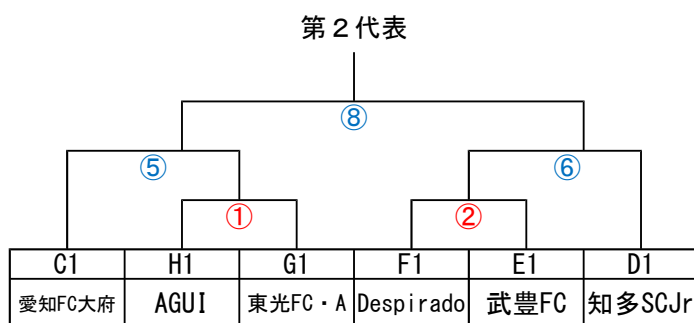 第２代表
⑧
⑤ ⑥
① ②
C1 H1 G1 F1 E1 D1
愛知FC大府 AGUI 東光FC・A Despirado 武豊FC 知多SCJr